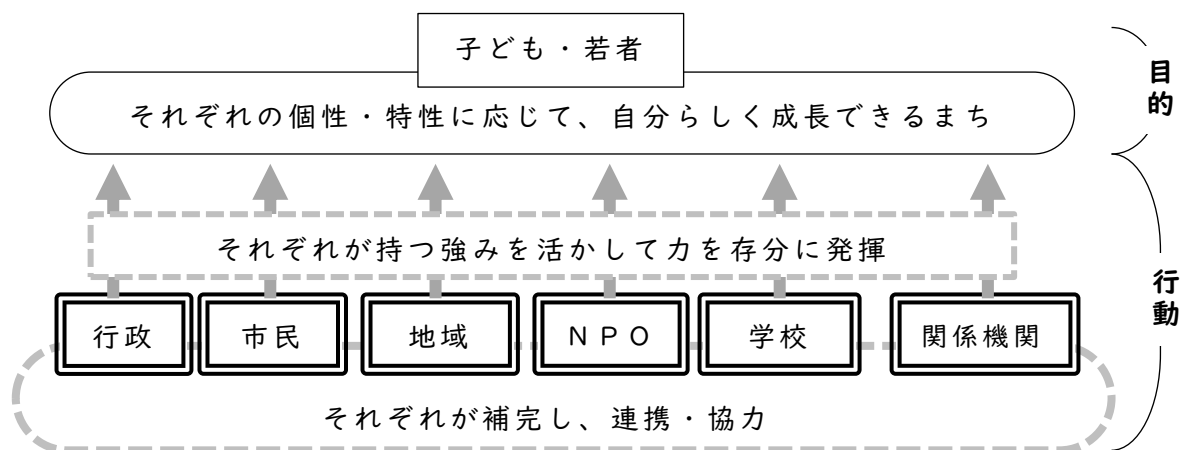 子ども・若者
それぞれの個性・特性に応じて、自分らしく成長できるまち
目的
それぞれが持つ強みを活かして力を存分に発揮
行動
行政
市民
地域
NPO
学校
関係機関
それぞれが補完し、連携・協力